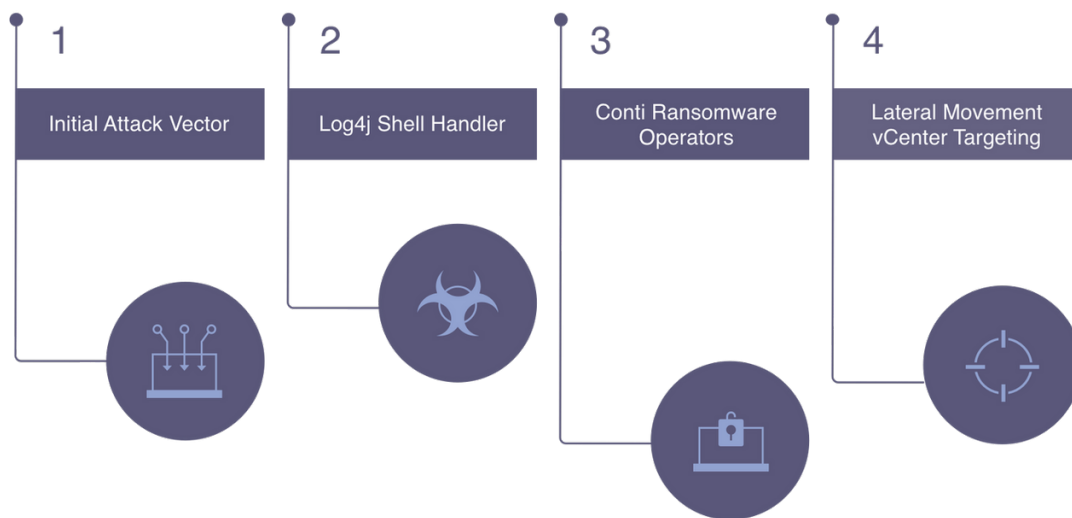 1
Initial Attack Vector
2
Log4j Shell Handler
3
Conti Ransomware
Operators
4
Lateral Movement
vCenter Targeting